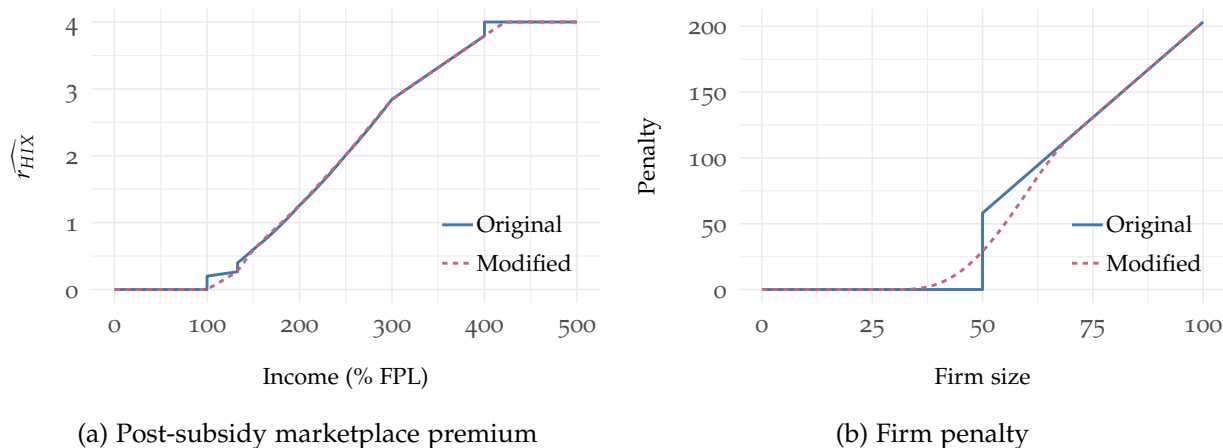 4
3
2
1
0
r_HIX
Original
Modified
0 100 200 300 400 500
Income (% FPL)
(a) Post-subsidy marketplace premium
200
150
100
50
0
Penalty
Original
Modified
0 25 50 75 100
Firm size
(b) Firm penalty